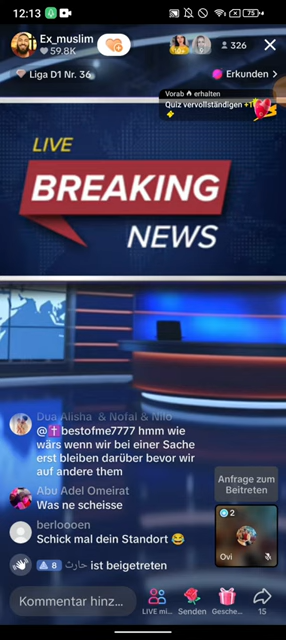 12:13
75
Ex_muslim
59.8K
326
Liga D1 Nr. 36
Erkunden >
Vorab 🔥 erhalten
Quiz vervollständigen
LIVE
BREAKING
NEWS
Dua Alisha & Nofal & Nilo
@✝️bestofme7777 hmm wie
wärs wenn wir bei einer Sache
erst bleiben darüber bevor wir
auf andere them
Anfrage zum
Beitreten
Abu Adel Omeirat
Was ne scheisse
2
berloooen
Schick mal dein Standort 😂
Ovi
8 حارث ist beigetreten
Kommentar hinz...
LIVE mi...
Senden
Gesche...
15